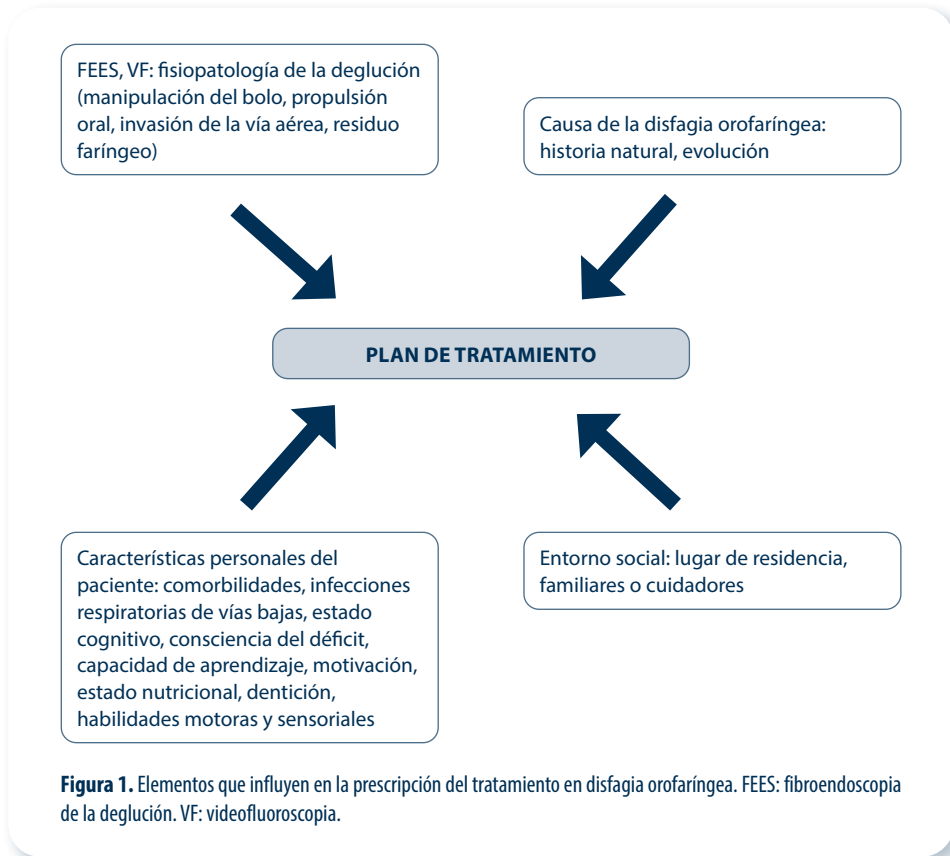 FEES, VF: fisiopatología de la deglución
(manipulación del bolo, propulsión
oral, invasión de la vía aérea, residuo
faríngeo)
Causa de la disfagia orofaríngea:
historia natural, evolución
PLAN DE TRATAMIENTO
Características personales del
paciente: comorbilidades, infecciones
respiratorias de vías bajas, estado
cognitivo, consciencia del déficit,
capacidad de aprendizaje, motivación,
estado nutricional, dentición,
habilidades motoras y sensoriales
Entorno social: lugar de residencia,
familiares o cuidadores
Figura 1. Elementos que influyen en la prescripción del tratamiento en disfagia orofaríngea. FEES: fibroendoscopia
de la deglución. VF: videofluoroscopia.